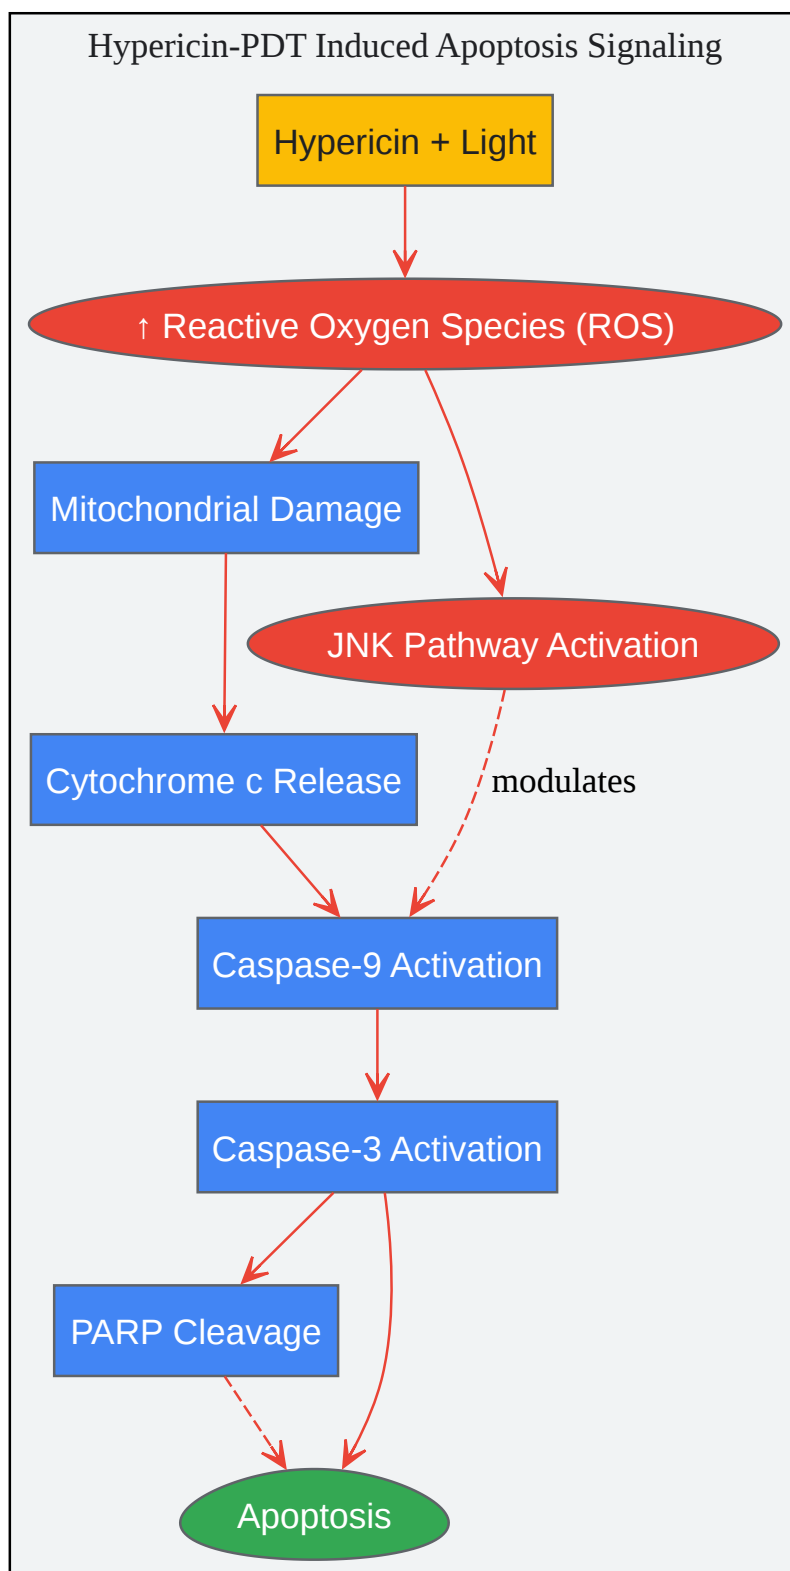 Hypericin-PDT Induced Apoptosis Signaling
Hypericin + Light
↑ Reactive Oxygen Species (ROS)
Mitochondrial Damage
JNK Pathway Activation
Cytochrome c Release
modulates
Caspase-9 Activation
Caspase-3 Activation
PARP Cleavage
Apoptosis